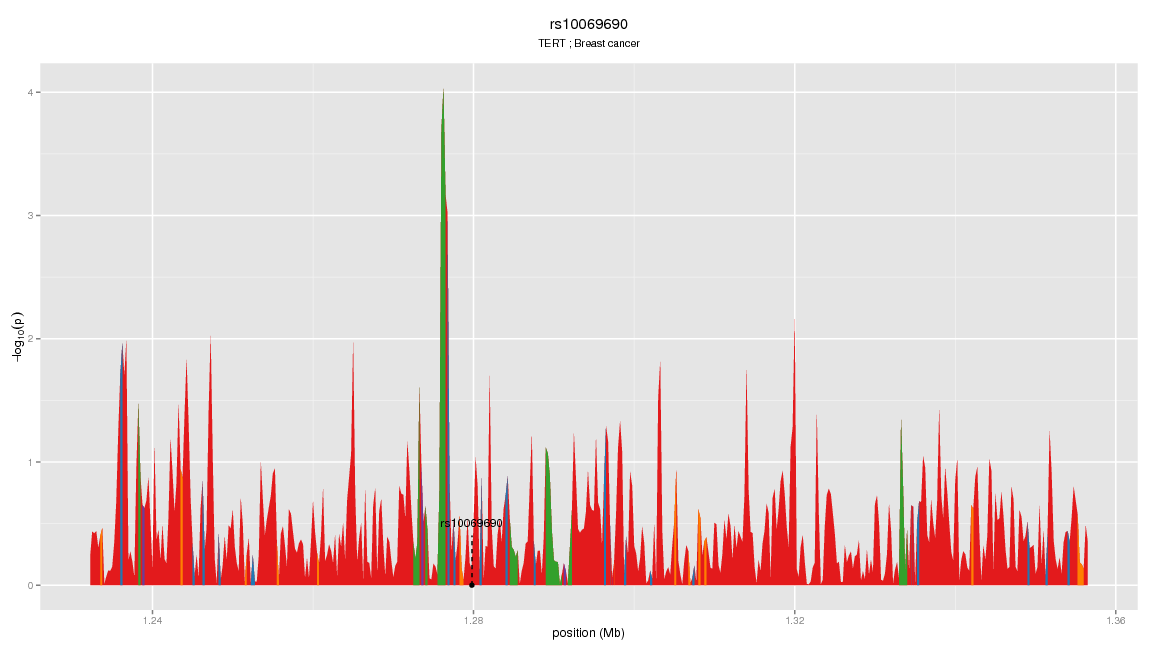 rs10069690
TERT ; Breast cancer
4
3
2
1
0
−log10(p)
rs10069690
1.24
1.28
1.32
1.36
position (Mb)